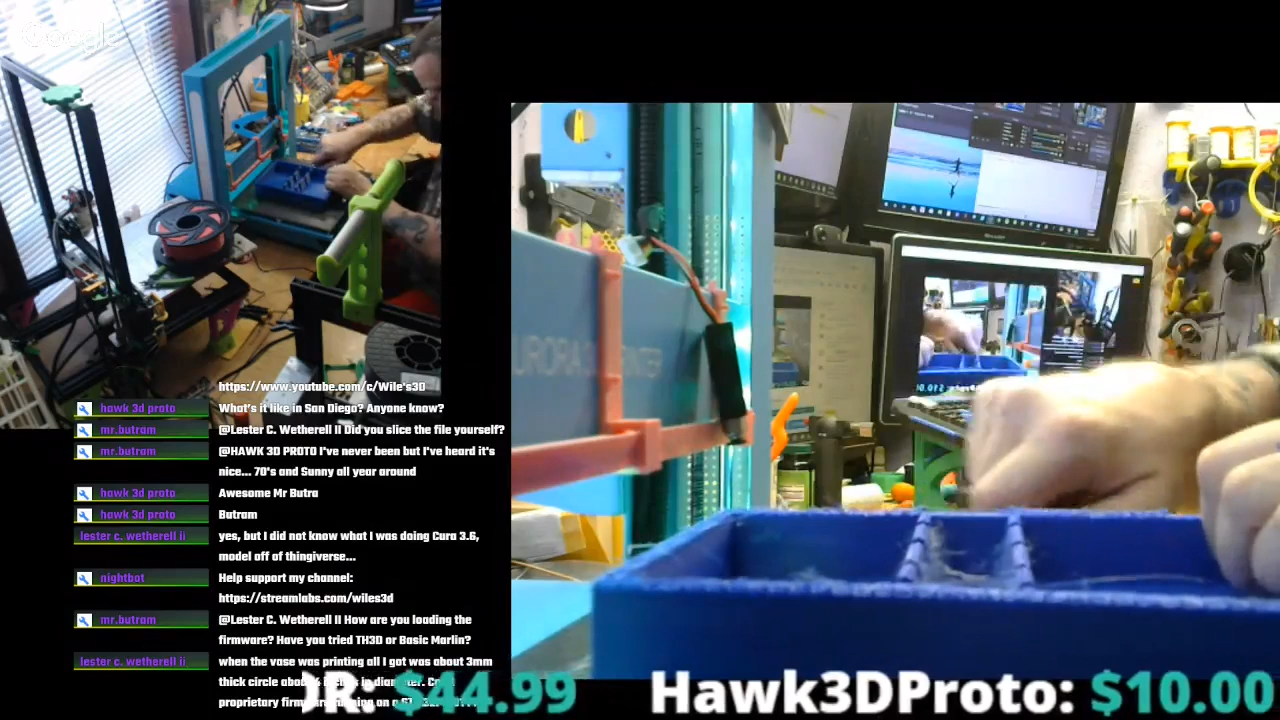 Google
https://www.youtube.com/c/Wile's3D
hawk 3d proto What's it like in San Diego? Anyone know?
mr.butram @Lester C. Wetherell II Did you slice the file yourself?
mr.butram @HAWK 3D PROTO I've never been but I've heard it's
nice... 70's and Sunny all year around
hawk 3d proto Awesome Mr Butra
hawk 3d proto Butram
lester c. wetherell ii yes, but I did not know what I was doing Cura 3.6,
model off of thingiverse...
nightbot Help support my channel:
https://streamlabs.com/wiles3d
mr.butram @Lester C. Wetherell II How are you loading the
firmware? Have you tried TH3D or Basic Marlin?
lester c. wetherell ii when the vase was printing all I got was about 3mm
thick circle
proprietary
R: $44.99 Hawk3DProto: $10.00